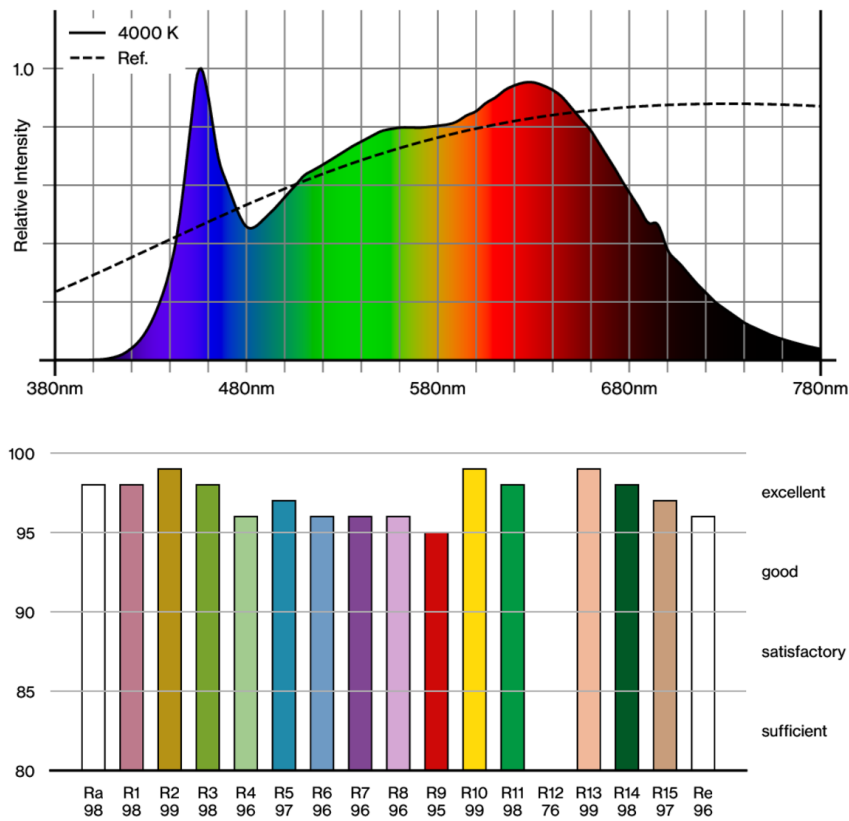 4000 K
Ref.
1.0
Relative Intensity
380nm 480nm 580nm 680nm 780nm
100
excellent
95
good
90
satisfactory
85
sufficient
80
Ra R1 R2 R3 R4 R5 R6 R7 R8 R9 R10 R11 R12 R13 R14 R15 Re
98 98 99 98 96 97 96 96 96 95 99 98 76 99 98 97 96